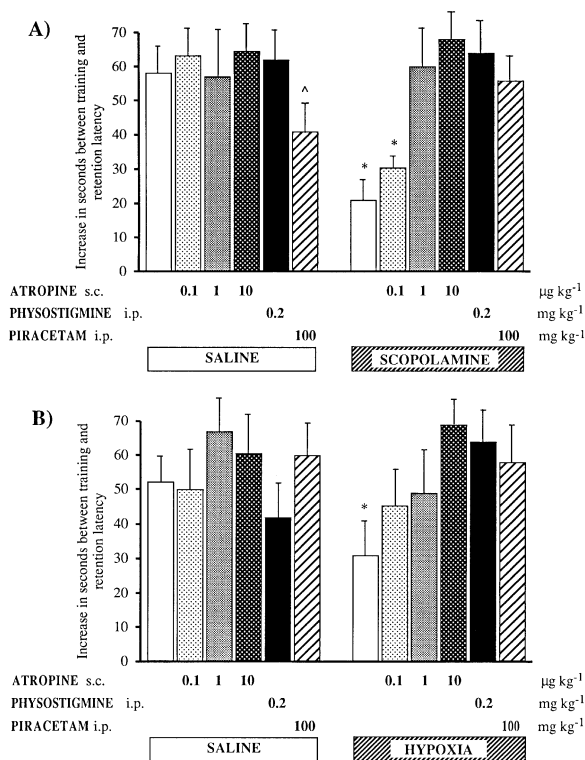 A)
Increase in seconds between training and
retention latency
70
60
50
40
30
20
10
0
^
*
*
ATROPINE s.c. 0.1 1 10 0.1 1 10 µg kg-1
PHYSOSTIGMINE i.p. 0.2 0.2 mg kg-1
PIRACETAM i.p. 100 100 mg kg-1
SALINE SCOPOLAMINE
B)
Increase in seconds between training and
retention latency
70
60
50
40
30
20
10
0
*
ATROPINE s.c. 0.1 1 10 0.1 1 10 µg kg-1
PHYSOSTIGMINE i.p. 0.2 0.2 mg kg-1
PIRACETAM i.p. 100 100 mg kg-1
SALINE HYPOXIA